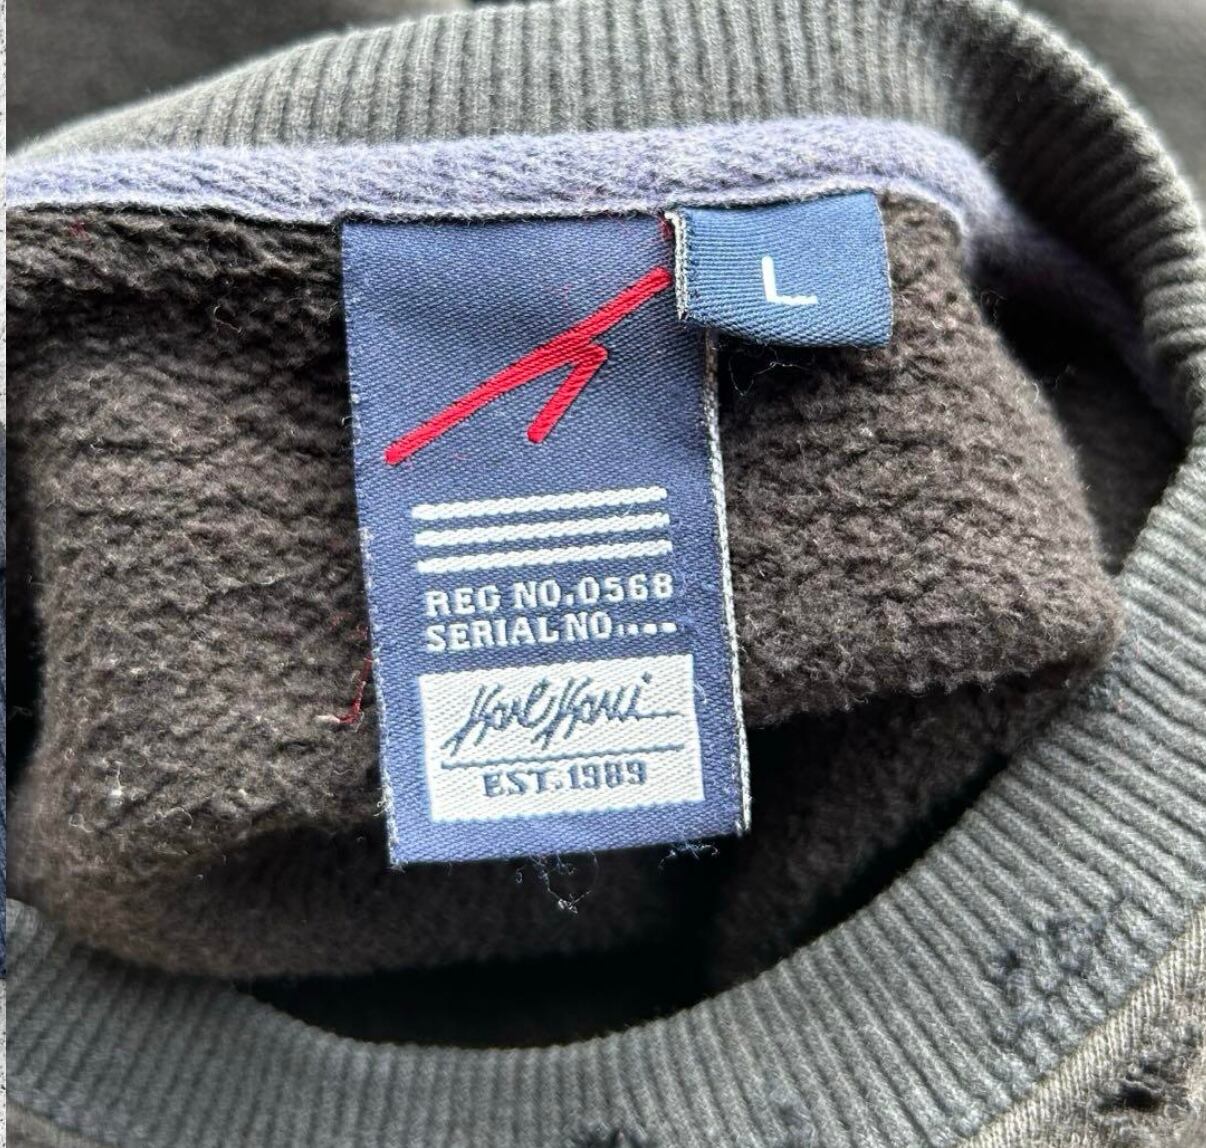 L
REG NO.0568
SERIAL NO....
Karl Kani
EST.1989